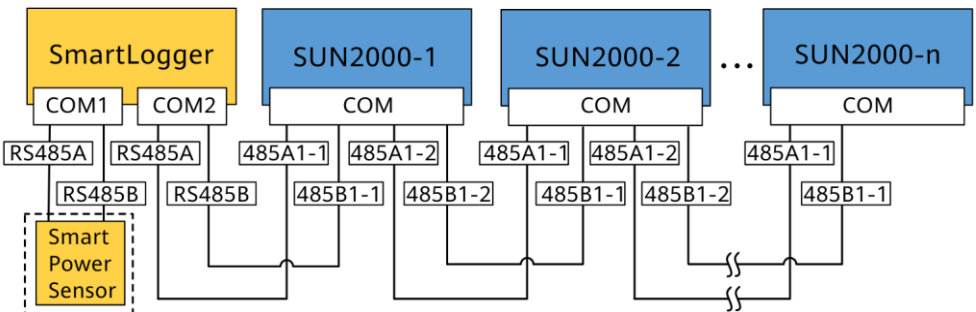 SmartLogger
SUN2000-1
SUN2000-2
...
SUN2000-n
COM1
COM2
COM
COM
COM
RS485A
RS485A
485A1-1
485A1-2
485A1-1
485A1-2
485A1-1
RS485B
RS485B
485B1-1
485B1-2
485B1-1
485B1-2
485B1-1
Smart
Power
Sensor